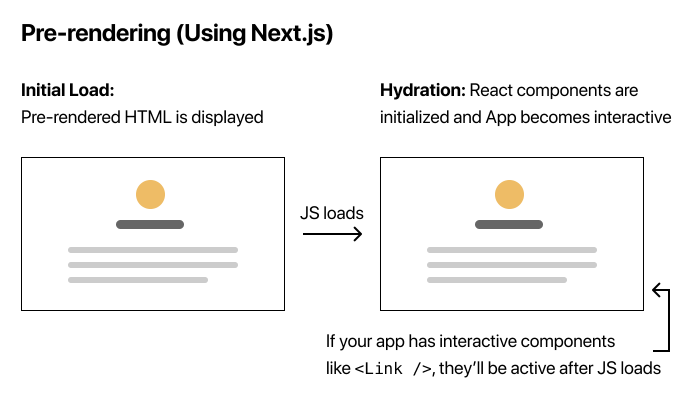 Pre-rendering (Using Next.js)
Initial Load:
Pre-rendered HTML is displayed
Hydration: React components are
initialized and App becomes interactive
JS loads
If your app has interactive components
like <Link />, they’ll be active after JS loads